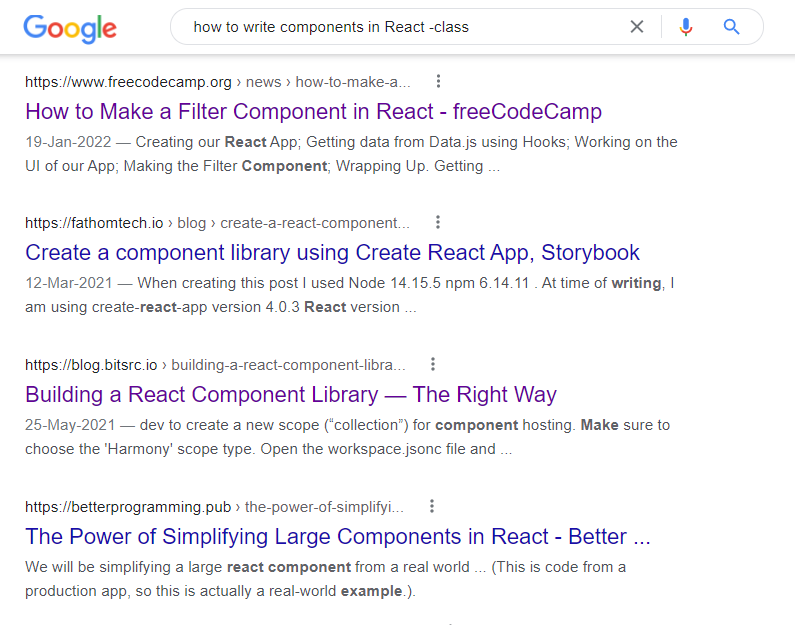 Google
how to write components in React -class
https://www.freecodecamp.org › news › how-to-make-a...
How to Make a Filter Component in React - freeCodeCamp
19-Jan-2022 — Creating our React App; Getting data from Data.js using Hooks; Working on the
UI of our App; Making the Filter Component; Wrapping Up. Getting ...
https://fathomtech.io › blog › create-a-react-component...
Create a component library using Create React App, Storybook
12-Mar-2021 — When creating this post I used Node 14.15.5 npm 6.14.11 . At time of writing, I
am using create-react-app version 4.0.3 React version ...
https://blog.bitsrc.io › building-a-react-component-libra...
Building a React Component Library — The Right Way
25-May-2021 — dev to create a new scope (“collection”) for component hosting. Make sure to
choose the 'Harmony' scope type. Open the workspace.jsonc file and ...
https://betterprogramming.pub › the-power-of-simplifyi...
The Power of Simplifying Large Components in React - Better ...
We will be simplifying a large react component from a real world ... (This is code from a
production app, so this is actually a real-world example.).